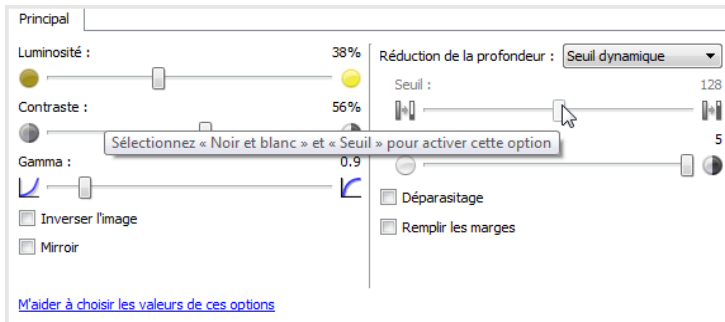 Principal
Luminosité : 38%
Contraste : 56%
Gamma : 0.9
Inverser l'image
Mirroir
M'aider à choisir les valeurs de ces options
Réduction de la profondeur : Seuil dynamique
Seuil : 128
Sélectionnez « Noir et blanc » et « Seuil » pour activer cette option
5
Déparasitage
Remplir les marges